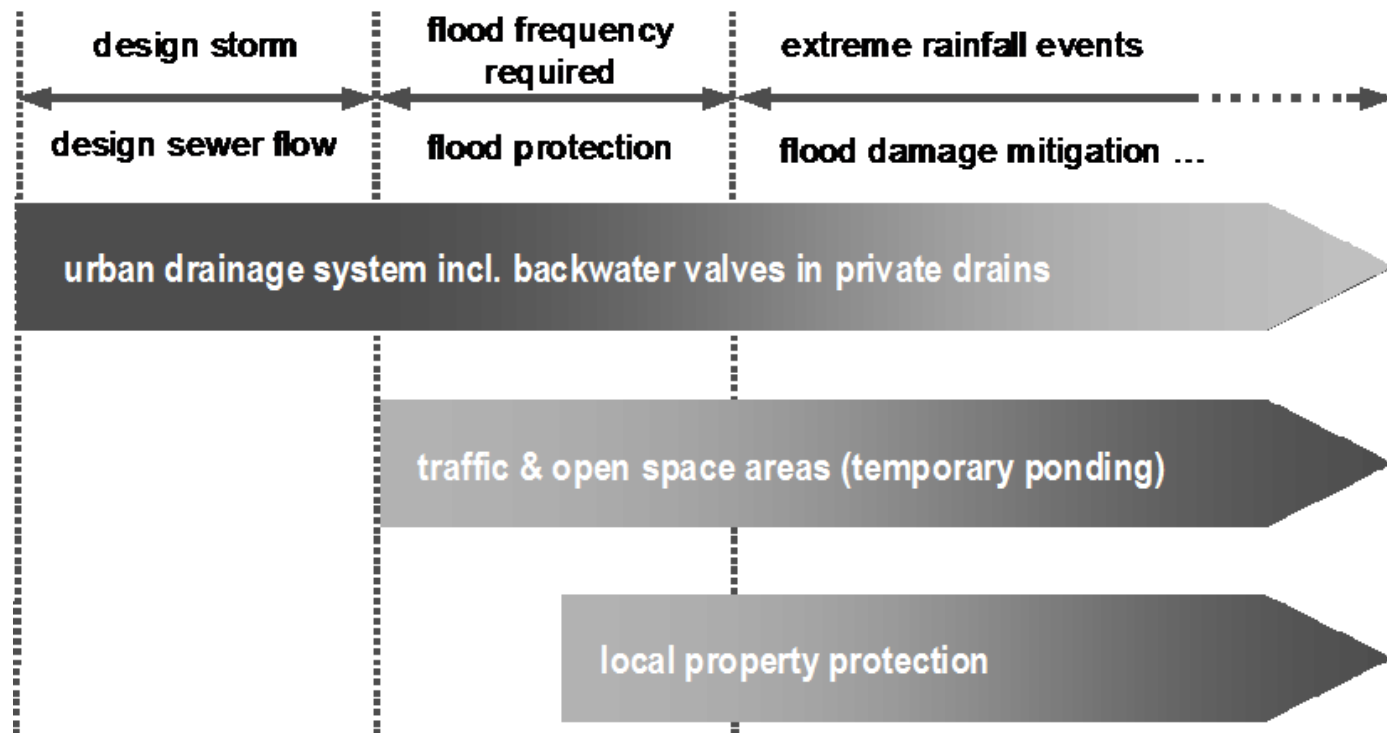 design storm
flood frequency
required
extreme rainfall events
design sewer flow
flood protection
flood damage mitigation ...
urban drainage system incl. backwater valves in private drains
traffic & open space areas (temporary ponding)
local property protection